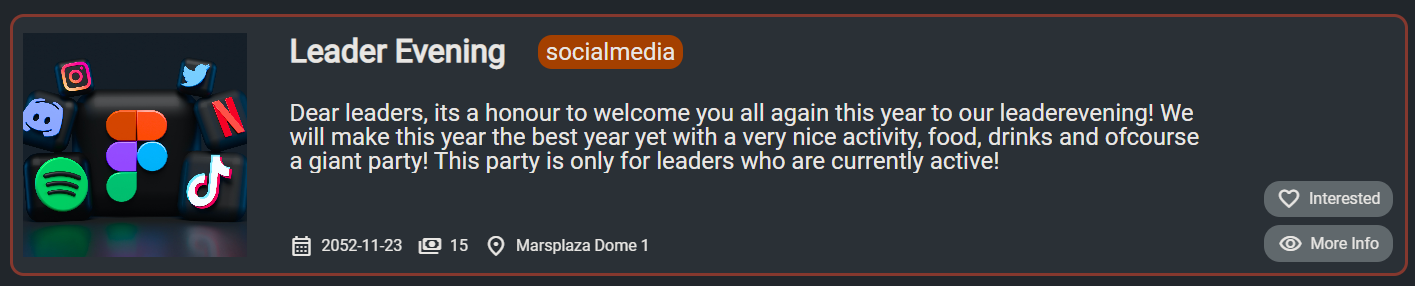 Leader Evening socialmedia
Dear leaders, its a honour to welcome you all again this year to our leaderevening! We
will make this year the best year yet with a very nice activity, food, drinks and ofcourse
a giant party! This party is only for leaders who are currently active!
Interested
2052-11-23 15 Marsplaza Dome 1
More Info